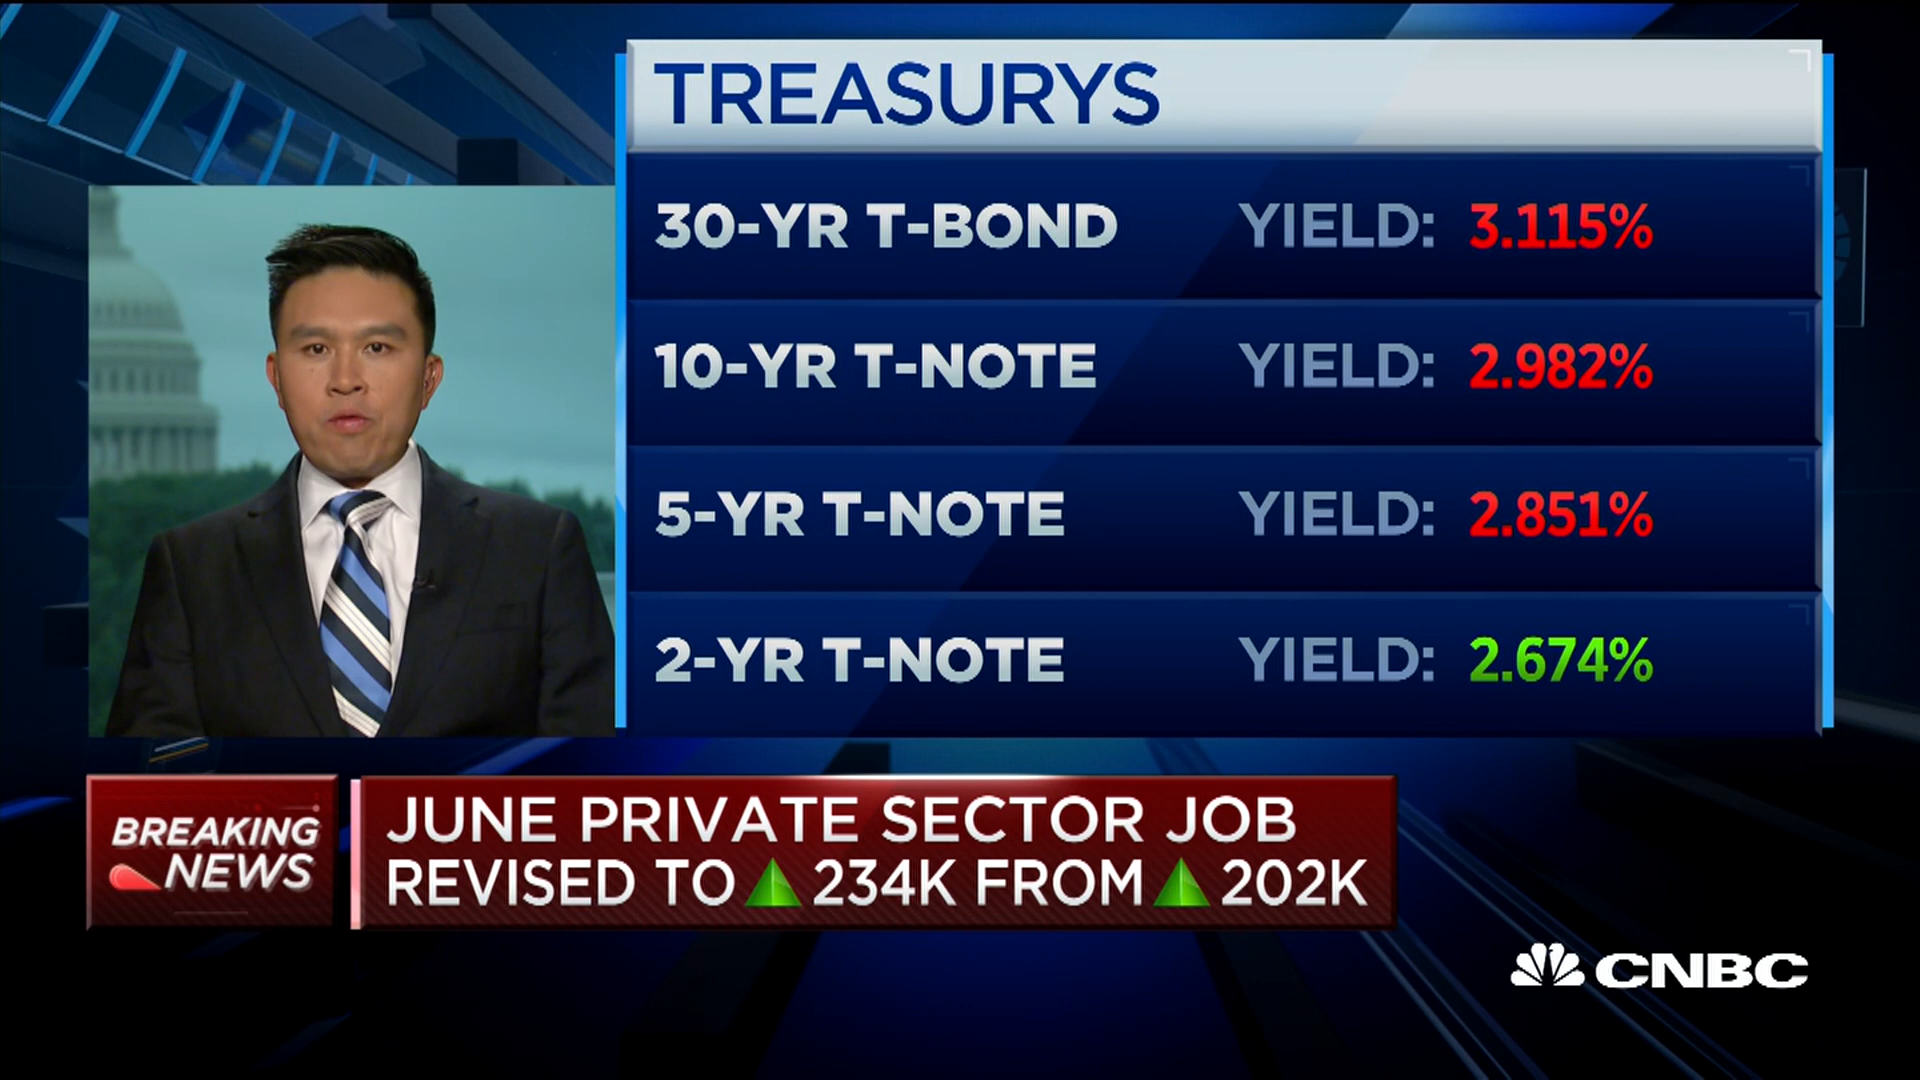 TREASURYS
30-YR T-BOND YIELD: 3.115%
10-YR T-NOTE YIELD: 2.982%
5-YR T-NOTE YIELD: 2.851%
2-YR T-NOTE YIELD: 2.674%
BREAKING
NEWS
JUNE PRIVATE SECTOR JOB
REVISED TO ▲234K FROM ▲202K
CNBC